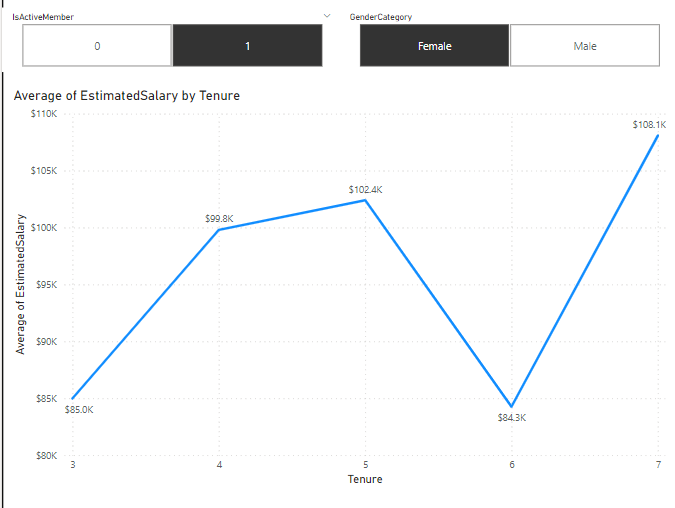 IsActiveMember
GenderCategory
0
1
Female
Male
Average of EstimatedSalary by Tenure
$110K
$105K
$100K
$95K
$90K
$85K
$80K
Average of EstimatedSalary
$85.0K
$99.8K
$102.4K
$84.3K
$108.1K
3
4
5
6
7
Tenure